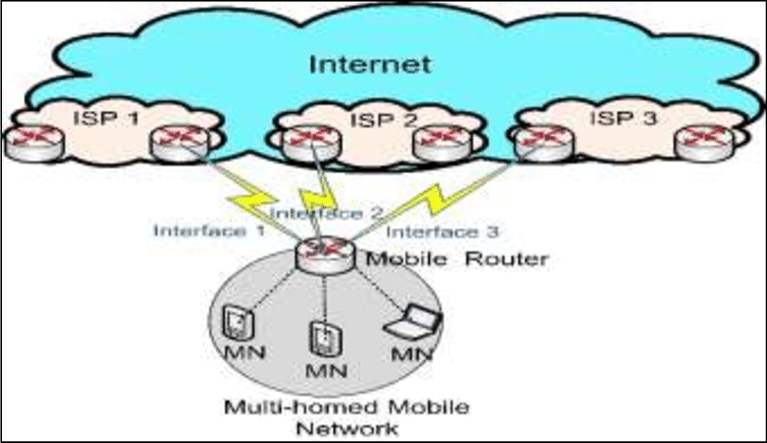 Internet
ISP 1
ISP 2
ISP 3
Interface 2
Interface 1
Interface 3
Mobile Router
MN
MN
MN
Multi-homed Mobile
Network